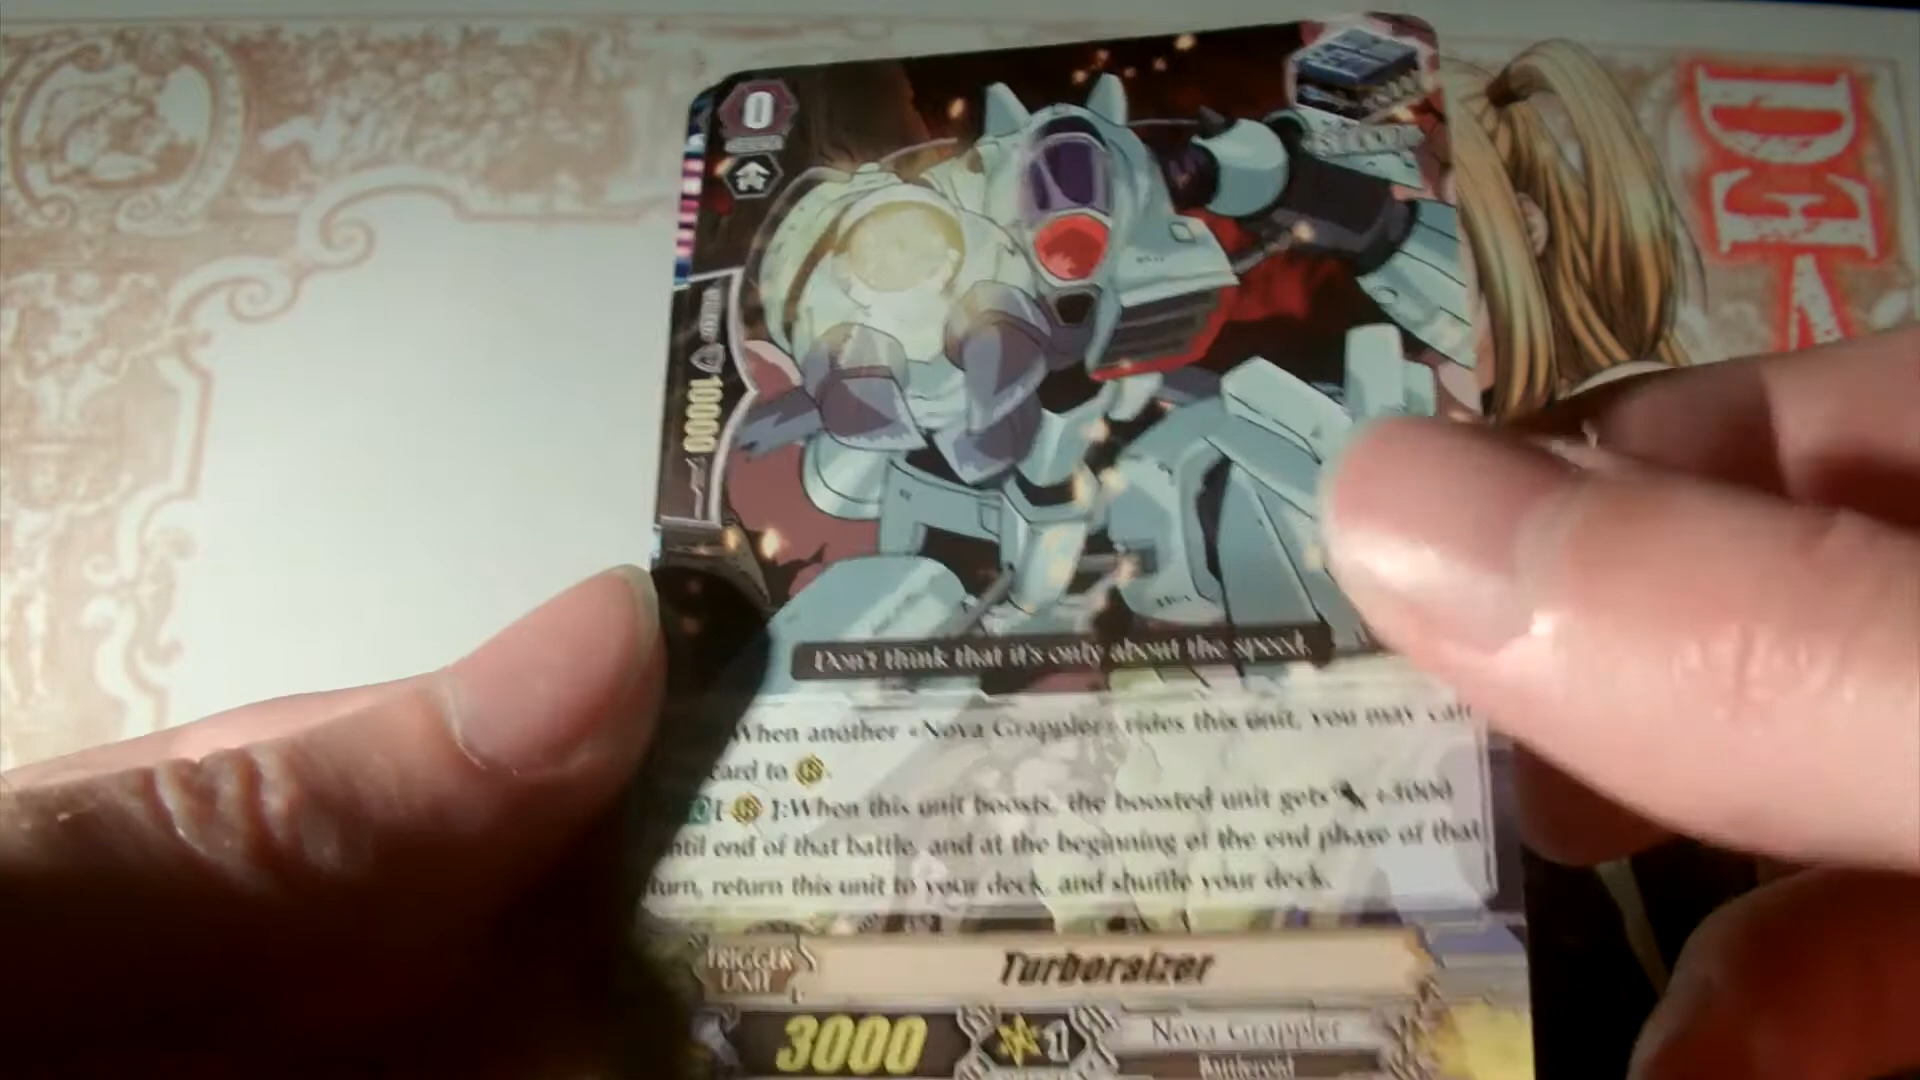 0
DE
10000
Don't think that it's only about the speed.
When another «Nova Grappler» rides this unit, you may call
card to
]:When this unit boosts, the boosted unit gets +3000
until end of that battle, and at the beginning of the end phase of that
turn, return this unit to your deck, and shuffle your deck.
TRIGGER
UNIT
Turboraizer
3000
1
Nova Grappler
Battleroid